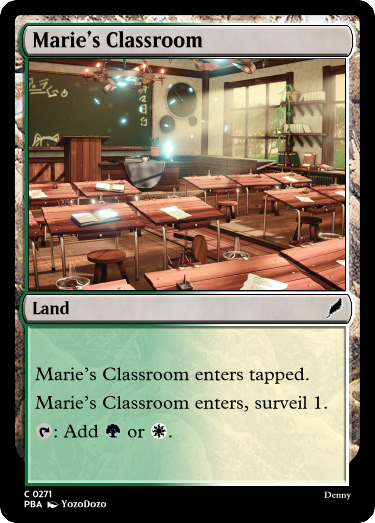 Marie's Classroom
Land
Marie's Classroom enters tapped.
Marie's Classroom enters, surveil 1.
: Add or .
C 0271
PBA YozoDozo
Denny